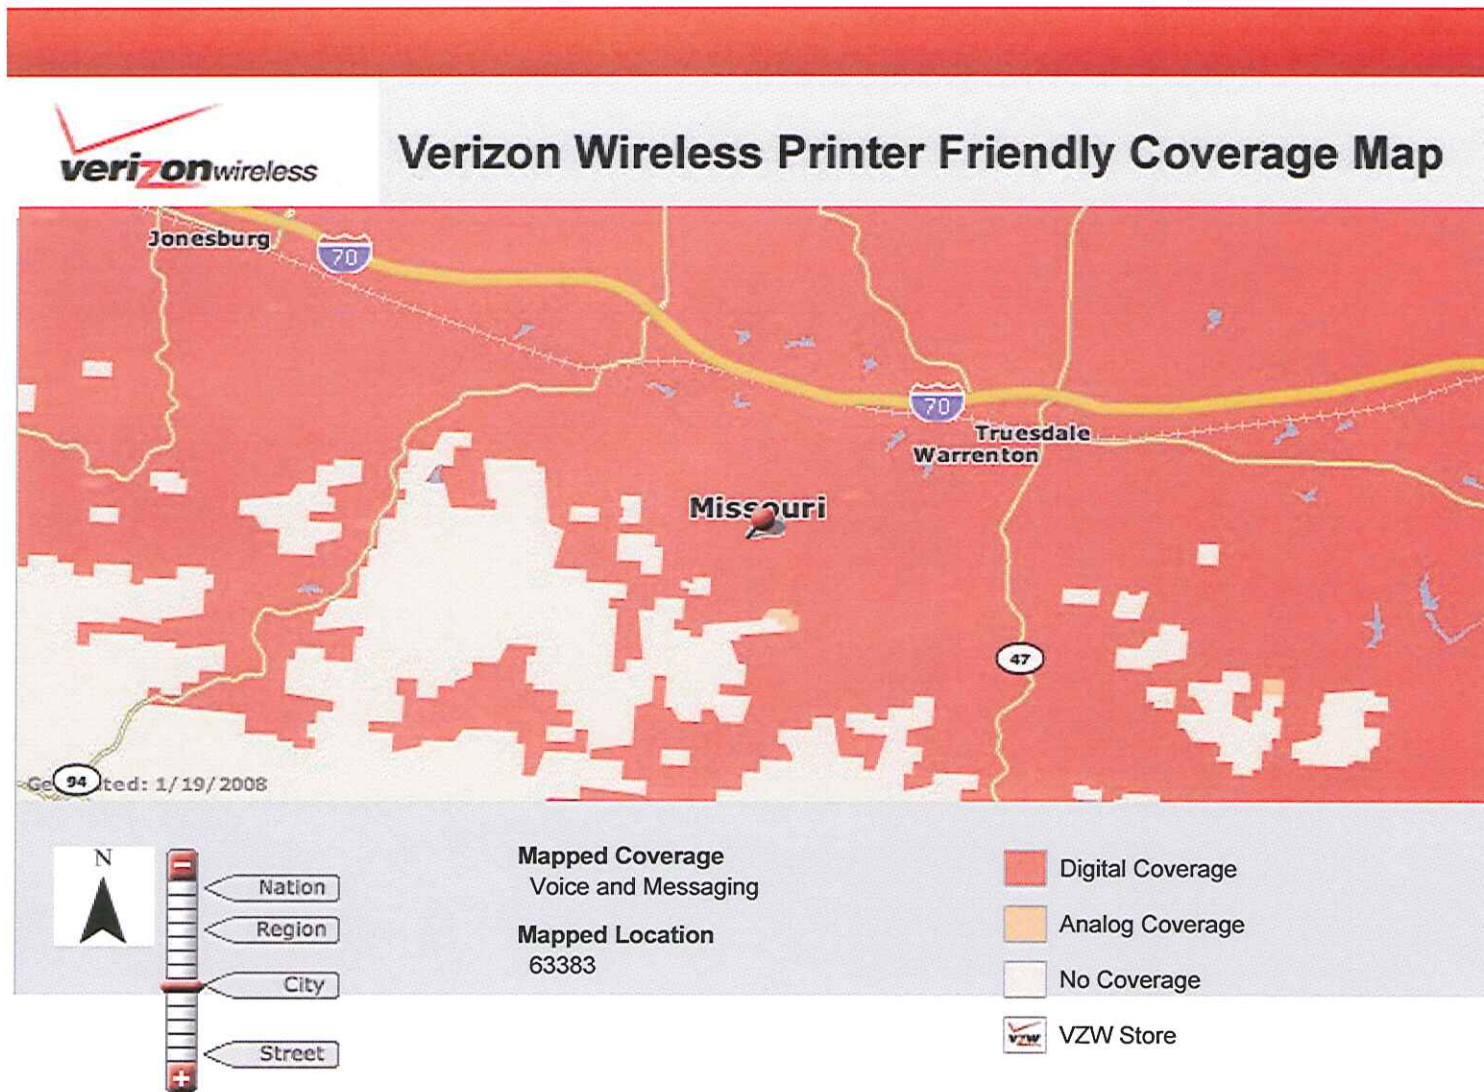 verizonwireless
Verizon Wireless Printer Friendly Coverage Map
Jonesburg
70
70
Truesdale
Warrenton
Missouri
47
94
ted: 1/19/2008
N
Nation
Region
City
Street
Mapped Coverage
Voice and Messaging
Mapped Location
63383
Digital Coverage
Analog Coverage
No Coverage
VZW VZW Store